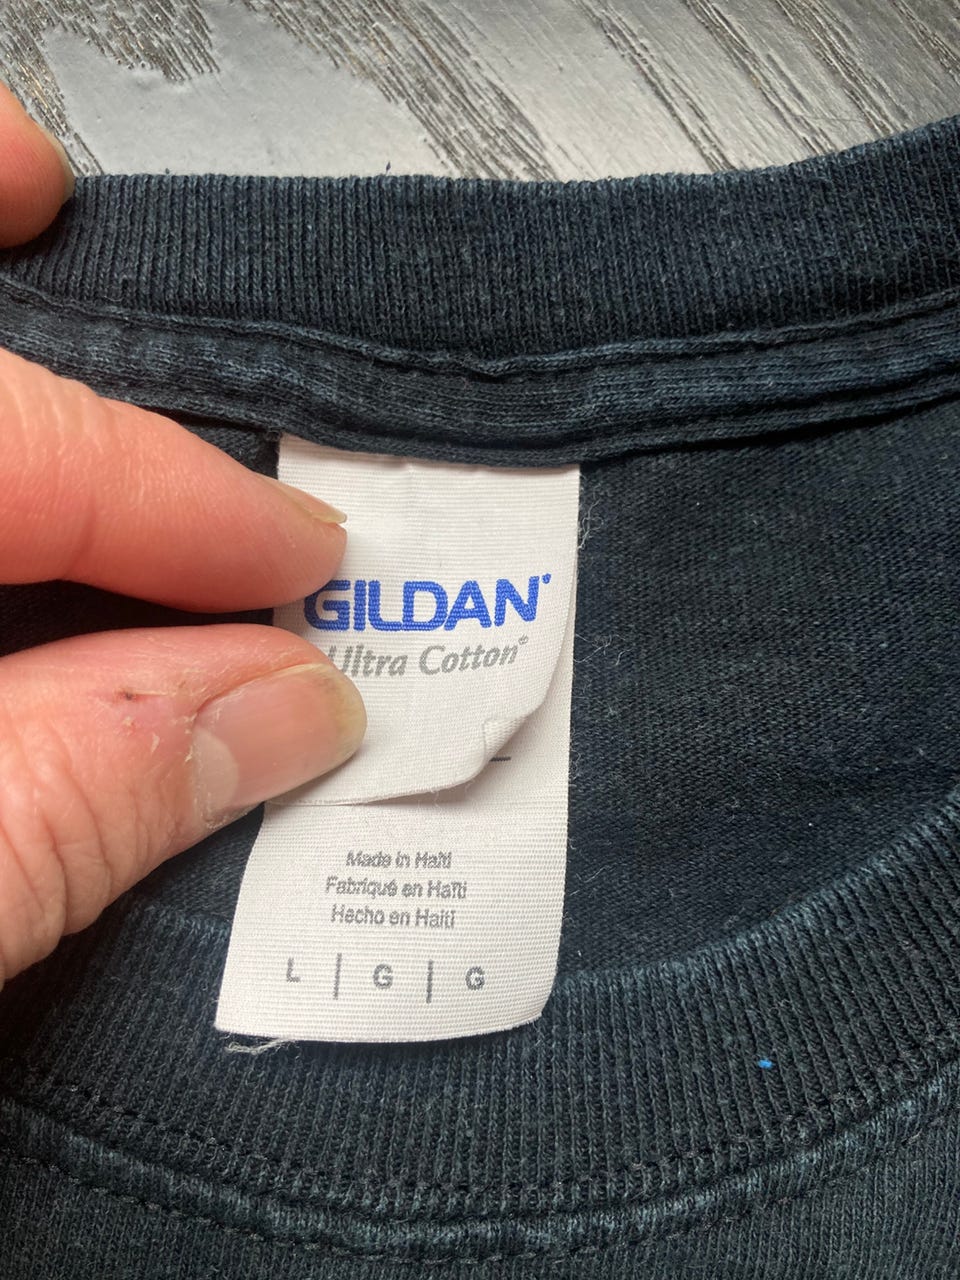 GILDAN®
Ultra Cotton®
Made in Haiti
Fabriqué en Haïti
Hecho en Haití
L | G | G